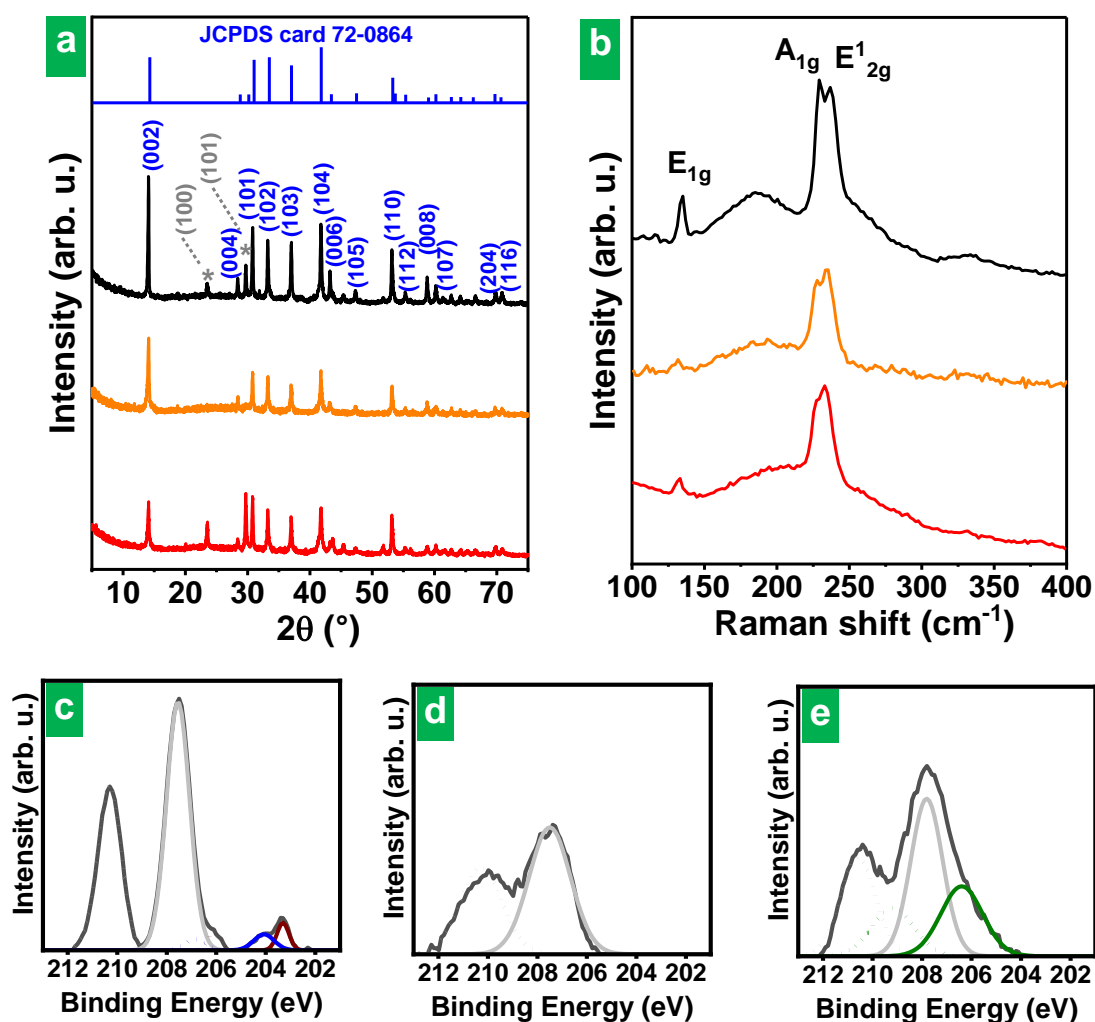 a
JCPDS card 72-0864
(002)
(100)
(101)
*
*
(004)
(101)
(102)
(103)
(104)
(006)
(105)
(110)
(112)
(008)
(107)
(204)
(116)
Intensity (arb. u.)
10 20 30 40 50 60 70
2θ (°)
b
A1g E¹2g
E1g
Intensity (arb. u.)
100 150 200 250 300 350 400
Raman shift (cm⁻¹)
c
Intensity (arb. u.)
212 210 208 206 204 202
Binding Energy (eV)
d
Intensity (arb. u.)
212 210 208 206 204 202
Binding Energy (eV)
e
Intensity (arb. u.)
212 210 208 206 204 202
Binding Energy (eV)